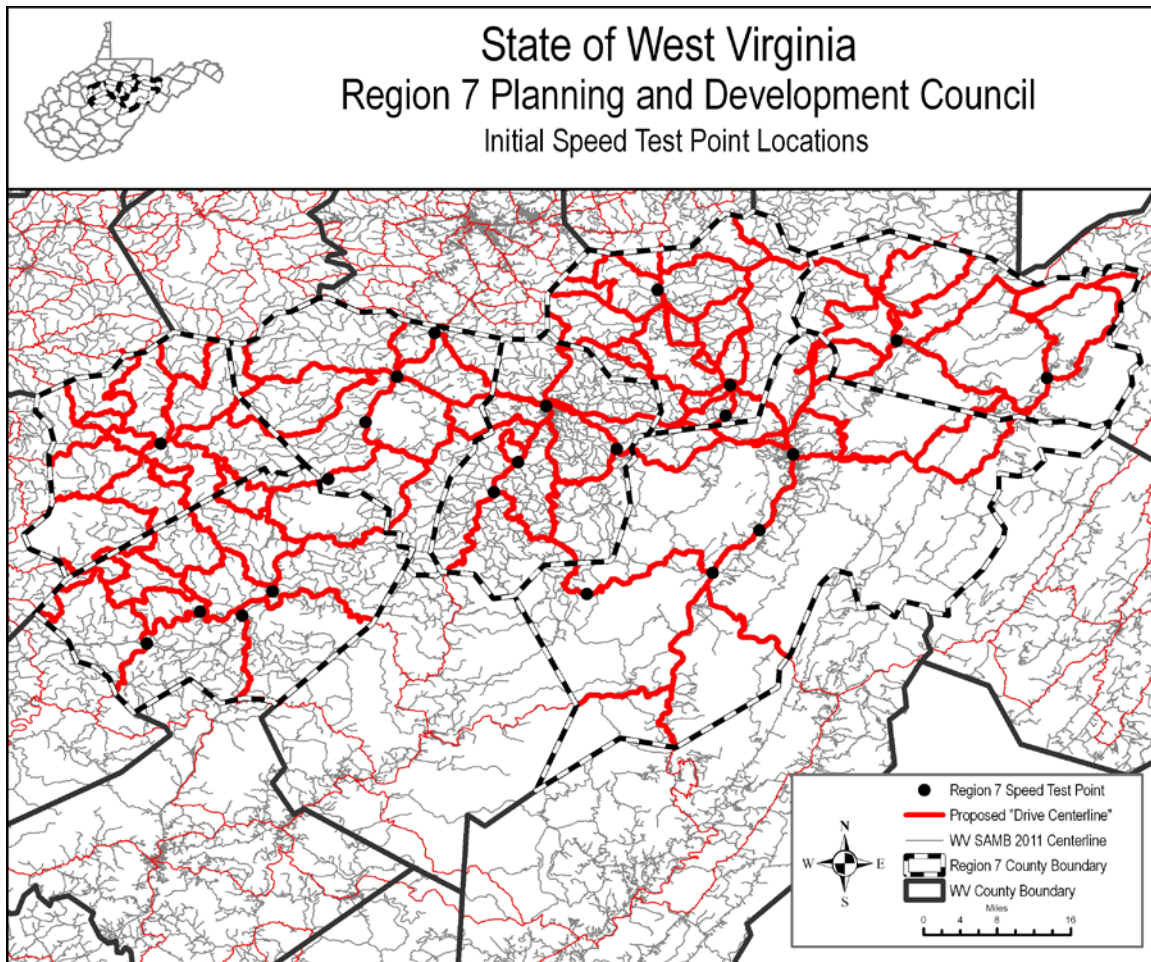 State of West Virginia
Region 7 Planning and Development Council
Initial Speed Test Point Locations
Region 7 Speed Test Point
Proposed "Drive Centerline"
WV SAMB 2011 Centerline
Region 7 County Boundary
WV County Boundary
N
W E
S
Miles
0 4 8 16